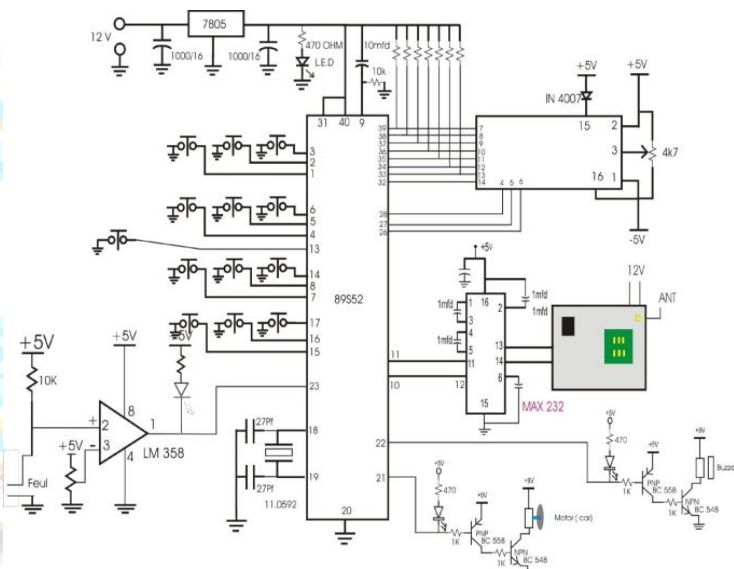 7805
12 V
1000/16
1000/16
470 OHM
L.E.D
10mfd
10k
+5V
+5V
IN 4007
31 40 9
15 2
3
16 1
4k7
-5V
39
38
37
36
35
34
33
32
7
8
9
10
11
12
13
14
4 5 6
28
27
26
3
2
1
6
5
4
13
14
8
7
17
16
15
89S52
+5v
1mfd
1mfd
1mfd
1mfd
16
1
2
3
4
5
11
12
13
14
6
15
11
10
MAX 232
12V
ANT
+5V
10K
+5V
+5V
+5V
8
2
3
1
4
+
-
LM 358
Feul
23
27Pf
27Pf
18
19
11.0592
20
22
21
+5V
470
1K
+5V
PNP
BC 558
1K
+9V
NPN
BC 548
Motor ( car)
+5V
470
1K
+5V
PNP
BC 558
1K
+9V
NPN
BC 548